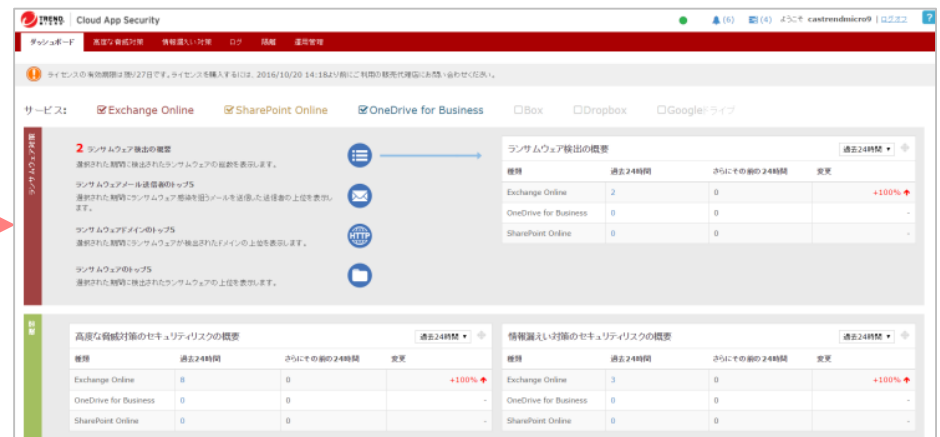 TREND MICRO Cloud App Security
(6) (4) ようこそ castrendmicro9 | ログオフ ?
ダッシュボード 高度な脅威対策 情報漏えい対策 ログ 隔離 運用管理
ライセンスの有効期限は残り27日です。ライセンスを購入するには、2016/10/20 14:18より前にご利用の販売代理店にお問い合わせください。
サービス: Exchange Online SharePoint Online OneDrive for Business Box Dropbox Googleドライブ
ランサムウェア対策
2 ランサムウェア検出の概要
選択された期間に検出されたランサムウェアの総数を表示します。
ランサムウェアメール送信者のトップ5
選択された期間にランサムウェア感染を狙うメールを送信した送信者の上位を表示し
ます。
HTTP
ランサムウェアドメインのトップ5
選択された期間にランサムウェアが検出されたドメインの上位を表示します。
ランサムウェアのトップ5
選択された期間に検出されたランサムウェアの上位を表示します。
ランサムウェア検出の概要 過去24時間
種類 過去24時間 さらにその前の24時間 変更
Exchange Online 2 0 +100%
OneDrive for Business 0 0 -
SharePoint Online 0 0 -
高度な脅威対策のセキュリティリスクの概要 過去24時間
種類 過去24時間 さらにその前の24時間 変更
Exchange Online 8 0 +100%
OneDrive for Business 0 0 -
SharePoint Online 0 0 -
情報漏えい対策のセキュリティリスクの概要 過去24時間
種類 過去24時間 さらにその前の24時間 変更
Exchange Online 3 0 +100%
OneDrive for Business 0 0 -
SharePoint Online 0 0 -